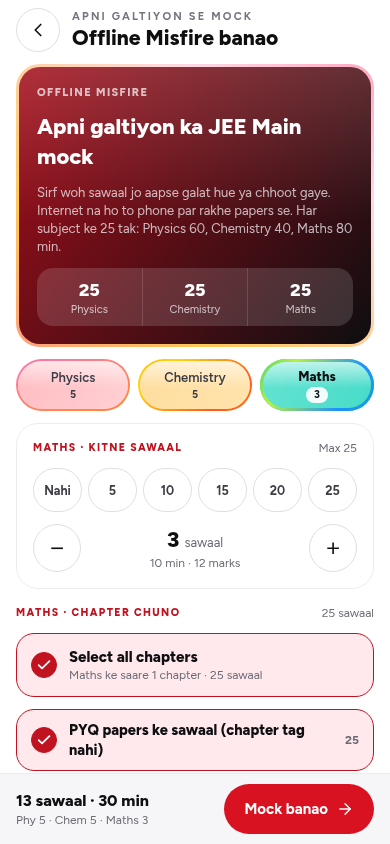 APNI GALTIYON SE MOCK
Offline Misfire banao
OFFLINE MISFIRE
Apni galtiyon ka JEE Main
mock
Sirf woh sawaal jo aapse galat hue ya chhoot gaye.
Internet na ho to phone par rakhe papers se. Har
subject ke 25 tak: Physics 60, Chemistry 40, Maths 80
min.
25 25 25
Physics Chemistry Maths
Physics Chemistry Maths
5 5 3
MATHS · KITNE SAWAAL Max 25
Nahi 5 10 15 20 25
− 3 sawaal +
10 min · 12 marks
MATHS · CHAPTER CHUNO 25 sawaal
Select all chapters
Maths ke saare 1 chapter · 25 sawaal
PYQ papers ke sawaal (chapter tag 25
nahi)
13 sawaal · 30 min Mock banao →
Phy 5 · Chem 5 · Maths 3